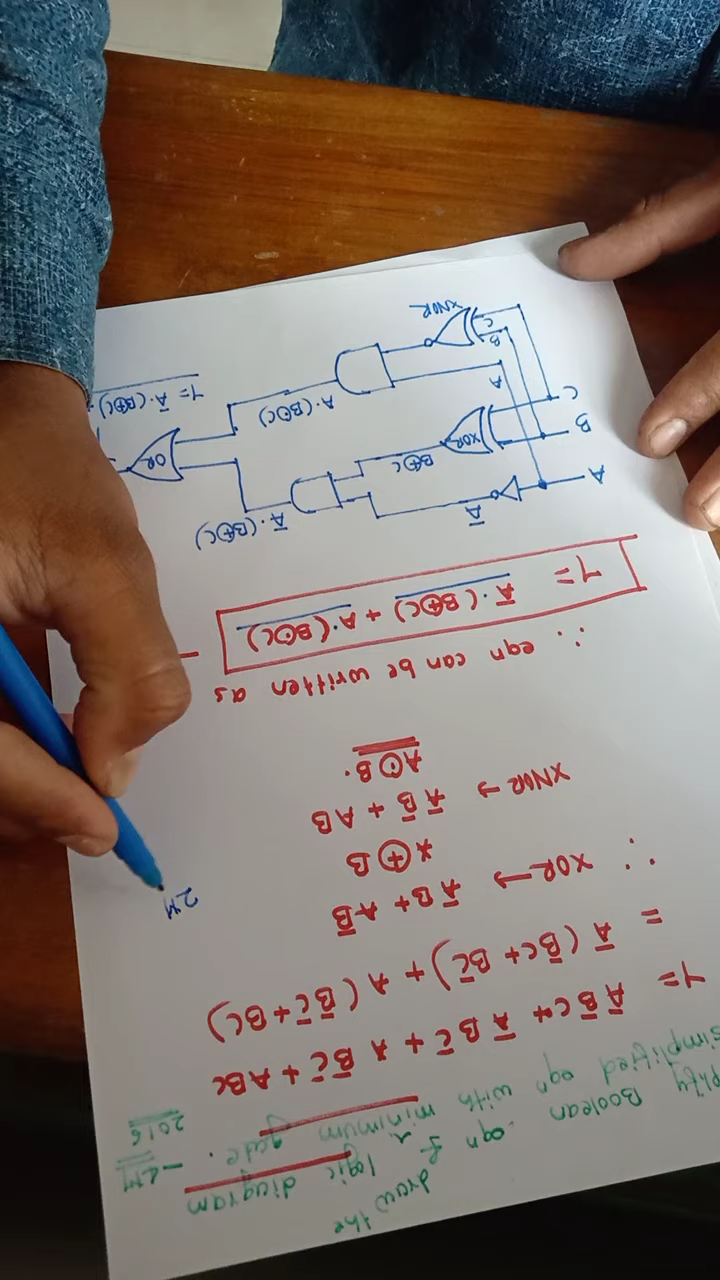 draw the
simplify Boolean eqn & logic diagram - 4M
simplified eqn with minimum gate. 2016
Y= A̅B̅C + A̅BC̅ + AB̅C̅ + ABC
= A̅(B̅C + BC̅) + A(B̅C̅ + BC)
∴ XOR → A̅B + AB̅ 2M
A ⊕ B
XNOR → A̅B̅ + AB
A⊙B.
∴ eqn can be written as
Y= A̅·(B⊕C) + A·(B⊙C)
A A̅ A̅·(B⊕C)
B XOR B⊕C OR
C A A·(B⊙C) Y= A̅·(B⊕C)
B
C XNOR